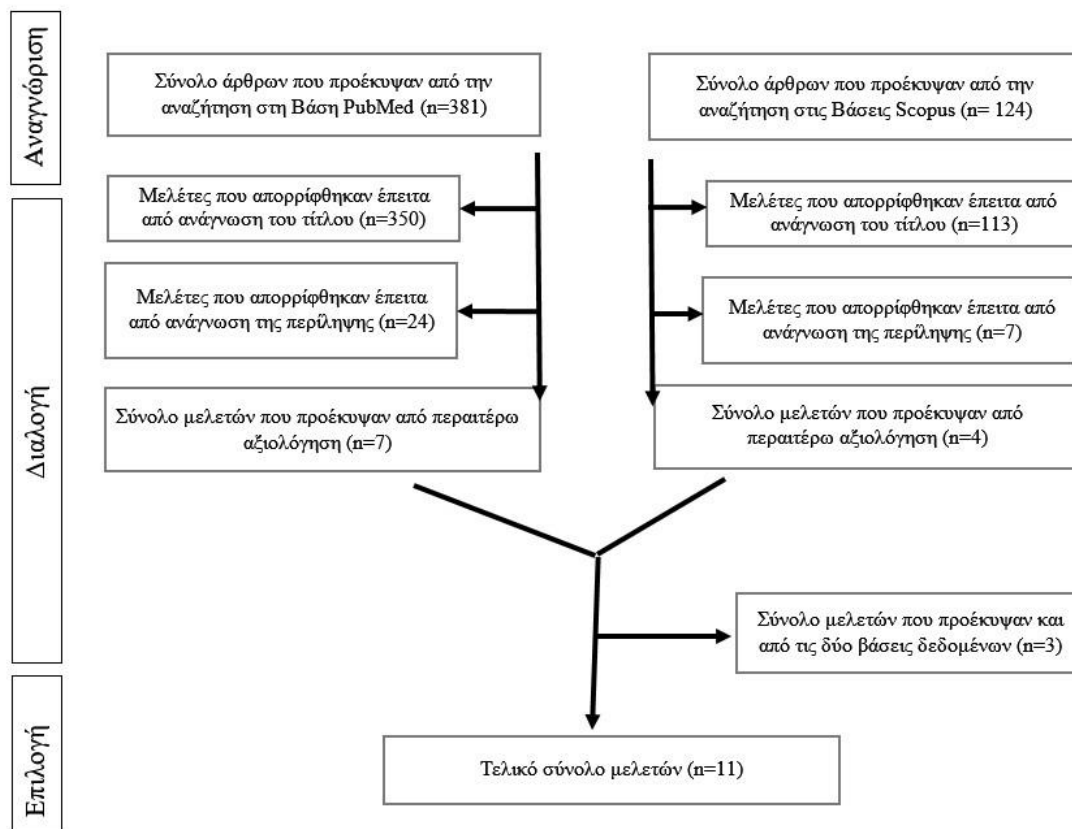 Αναγνώριση
Σύνολο άρθρων που προέκυψαν από την
αναζήτηση στη Βάση PubMed (n=381)
Σύνολο άρθρων που προέκυψαν από την
αναζήτηση στις Βάσεις Scopus (n= 124)
Διαλογή
Μελέτες που απορρίφθηκαν έπειτα
από ανάγνωση του τίτλου (n=350)
Μελέτες που απορρίφθηκαν έπειτα από
ανάγνωση του τίτλου (n=113)
Μελέτες που απορρίφθηκαν έπειτα
από ανάγνωση της περίληψης (n=24)
Μελέτες που απορρίφθηκαν έπειτα από
ανάγνωση της περίληψης (n=7)
Σύνολο μελετών που προέκυψαν από περαιτέρω
αξιολόγηση (n=7)
Σύνολο μελετών που προέκυψαν από
περαιτέρω αξιολόγηση (n=4)
Σύνολο μελετών που προέκυψαν και
από τις δύο βάσεις δεδομένων (n=3)
Επιλογή
Τελικό σύνολο μελετών (n=11)